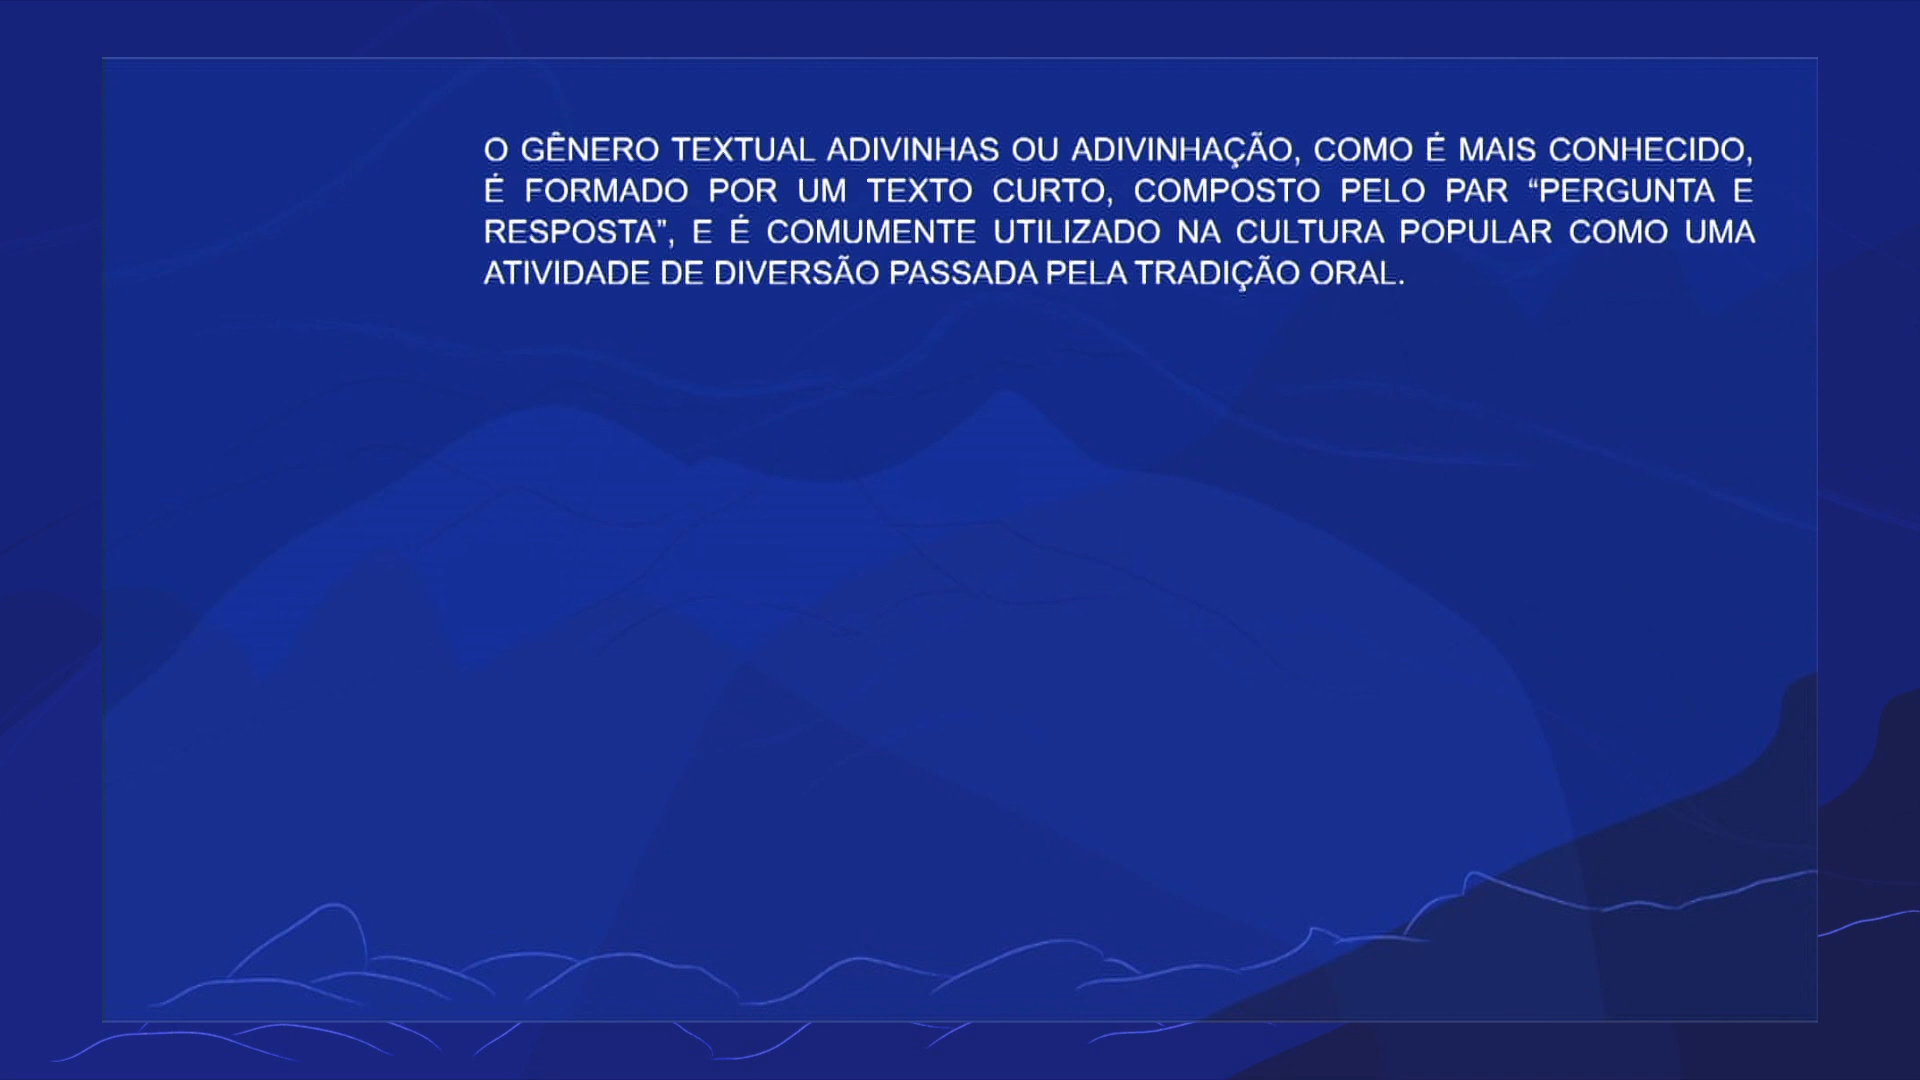 O GÊNERO TEXTUAL ADIVINHAS OU ADIVINHAÇÃO, COMO É MAIS CONHECIDO,
É FORMADO POR UM TEXTO CURTO, COMPOSTO PELO PAR “PERGUNTA E
RESPOSTA”, E É COMUMENTE UTILIZADO NA CULTURA POPULAR COMO UMA
ATIVIDADE DE DIVERSÃO PASSADA PELA TRADIÇÃO ORAL.